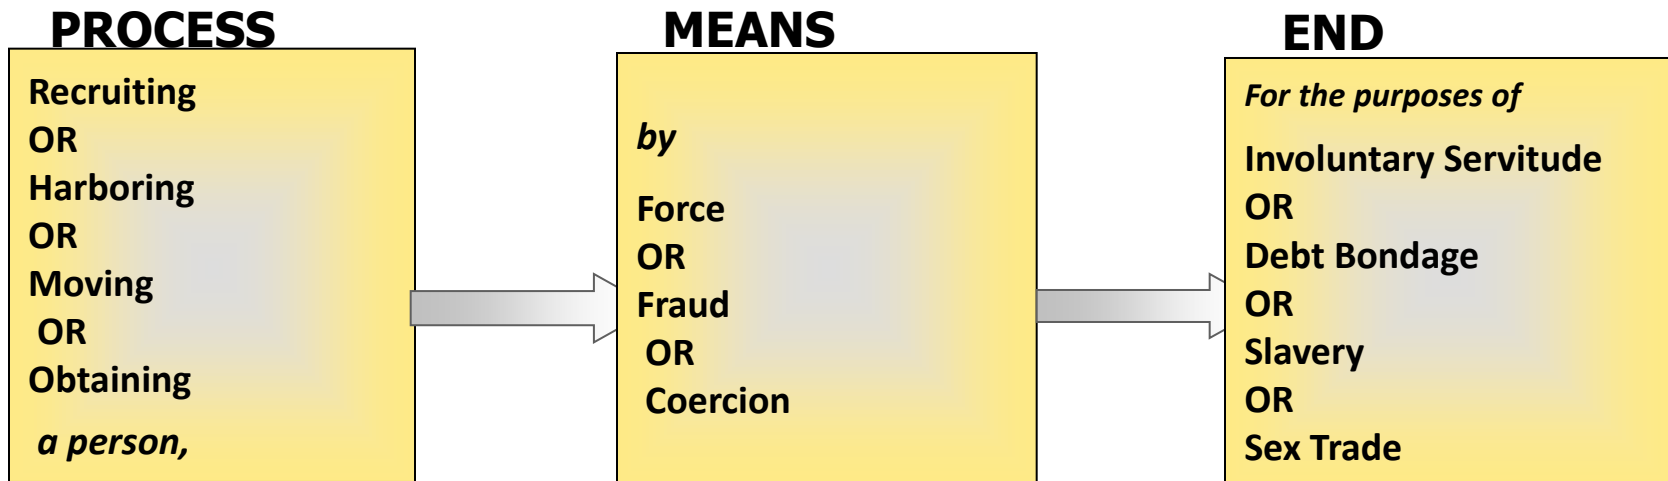 PROCESS
Recruiting
OR
Harboring
OR
Moving
OR
Obtaining
a person,
MEANS
by
Force
OR
Fraud
OR
Coercion
END
For the purposes of
Involuntary Servitude
OR
Debt Bondage
OR
Slavery
OR
Sex Trade